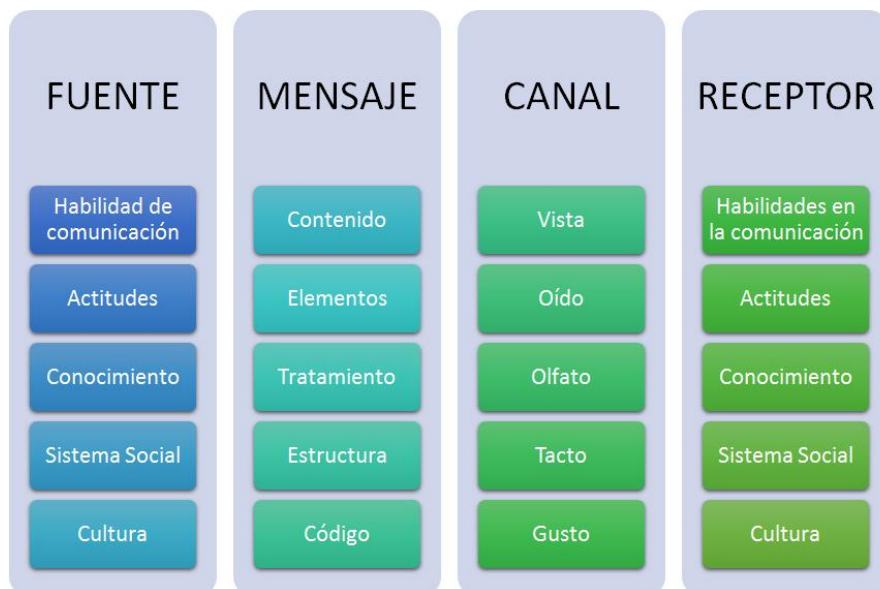 FUENTE
Habilidad de
comunicación
Actitudes
Conocimiento
Sistema Social
Cultura
MENSAJE
Contenido
Elementos
Tratamiento
Estructura
Código
CANAL
Vista
Oído
Olfato
Tacto
Gusto
RECEPTOR
Habilidades en
la comunicación
Actitudes
Conocimiento
Sistema Social
Cultura